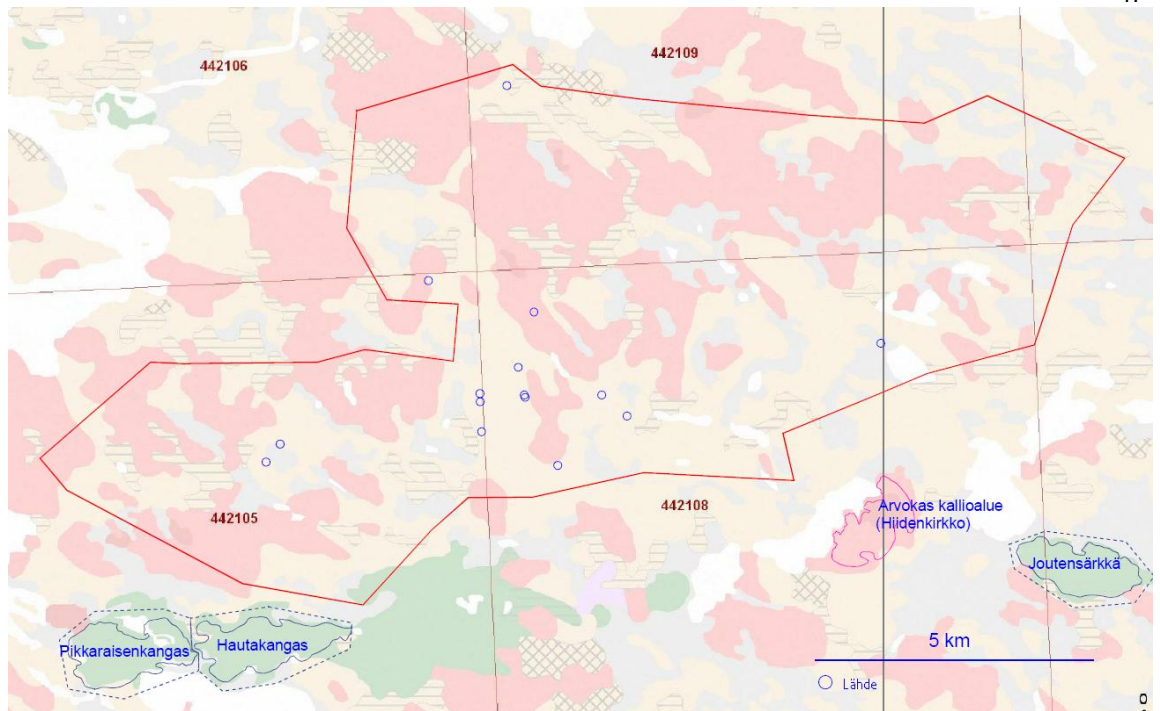 442106
442109
442105
442108
Arvokas kallioalue
(Hiidenkirkko)
Joutensärkkä
Hautakangas
Pikkaraisenkangas
5 km
Lähde